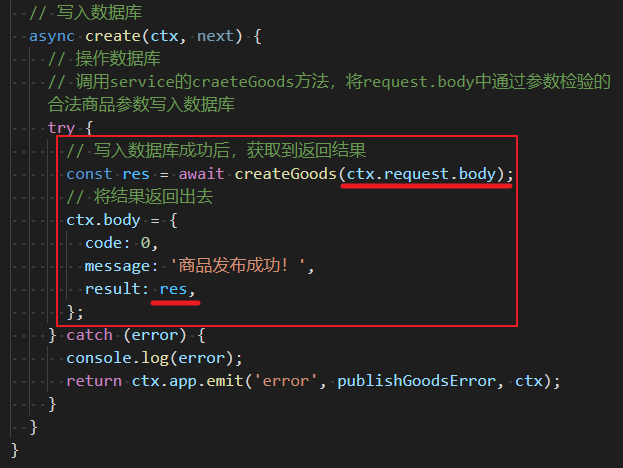 // 写入数据库
async create(ctx, next) {
// 操作数据库
// 调用service的craeteGoods方法，将request.body中通过参数检验的
合法商品参数写入数据库
try {
// 写入数据库成功后，获取到返回结果
const res = await createGoods(ctx.request.body);
// 将结果返回出去
ctx.body = {
code: 0,
message: '商品发布成功！',
result: res,
};
} catch (error) {
console.log(error);
return ctx.app.emit('error', publishGoodsError, ctx);
}
}
}